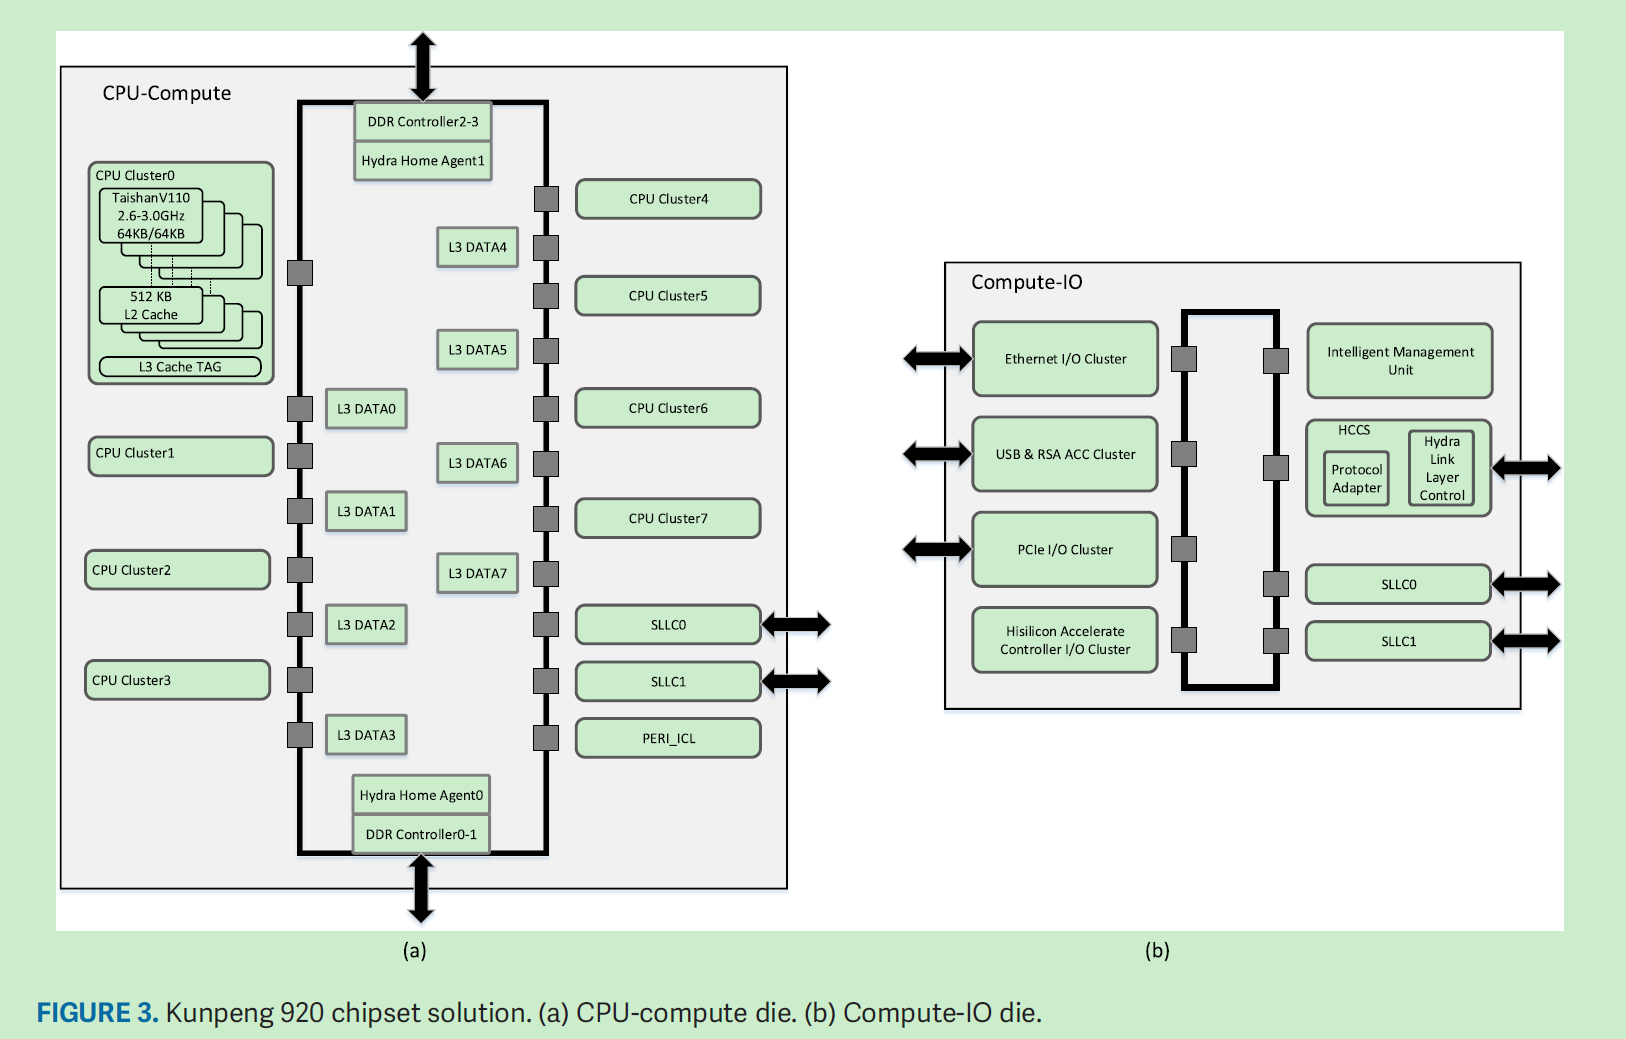 CPU-Compute
DDR Controller2-3
Hydra Home Agent1
CPU Cluster0
TaishanV110
2.6-3.0GHz
64KB/64KB
512 KB
L2 Cache
L3 Cache TAG
CPU Cluster1
CPU Cluster2
CPU Cluster3
L3 DATA0
L3 DATA1
L3 DATA2
L3 DATA3
L3 DATA4
L3 DATA5
L3 DATA6
L3 DATA7
CPU Cluster4
CPU Cluster5
CPU Cluster6
CPU Cluster7
SLLC0
SLLC1
PERI_ICL
Hydra Home Agent0
DDR Controller0-1
(a)
Compute-IO
Ethernet I/O Cluster
USB & RSA ACC Cluster
PCIe I/O Cluster
Hisilicon Accelerate
Controller I/O Cluster
Intelligent Management
Unit
HCCS
Protocol
Adapter
Hydra
Link
Layer
Control
SLLC0
SLLC1
(b)
FIGURE 3. Kunpeng 920 chipset solution. (a) CPU-compute die. (b) Compute-IO die.